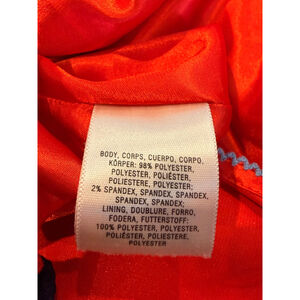 BODY, CORPS, CUERPO, CORPO,
KÖRPER: 98% POLYESTER,
POLYESTER, POLIÉSTER,
POLIESTERE, POLYESTER;
2% SPANDEX, SPANDEX,
SPANDEX, SPANDEX,
SPANDEX;
LINING, DOUBLURE, FORRO,
FODERA, FUTTERSTOFF:
100% POLYESTER, POLYESTER,
POLIÉSTER, POLIESTERE,
POLYESTER